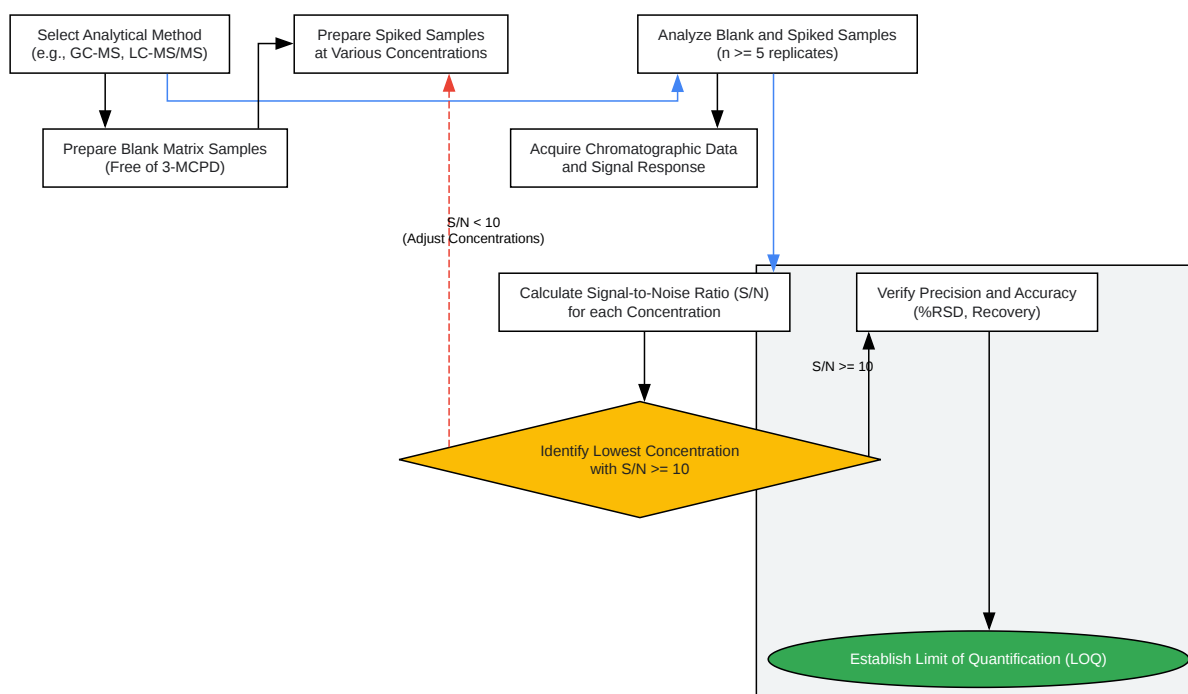 Select Analytical Method
(e.g., GC-MS, LC-MS/MS)
Prepare Spiked Samples
at Various Concentrations
Analyze Blank and Spiked Samples
(n >= 5 replicates)
Prepare Blank Matrix Samples
(Free of 3-MCPD)
Acquire Chromatographic Data
and Signal Response
S/N < 10
(Adjust Concentrations)
Calculate Signal-to-Noise Ratio (S/N)
for each Concentration
Verify Precision and Accuracy
(%RSD, Recovery)
S/N >= 10
Identify Lowest Concentration
with S/N >= 10
Establish Limit of Quantification (LOQ)